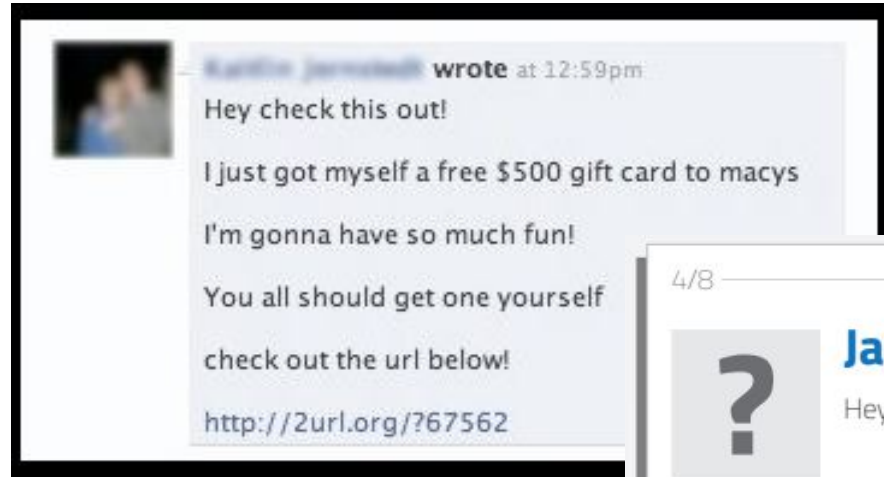 wrote at 12:59pm
Hey check this out!
I just got myself a free $500 gift card to macys
I'm gonna have so much fun!
You all should get one yourself
check out the url below!
http://2url.org/?67562
4/8
?
Ja
Hey